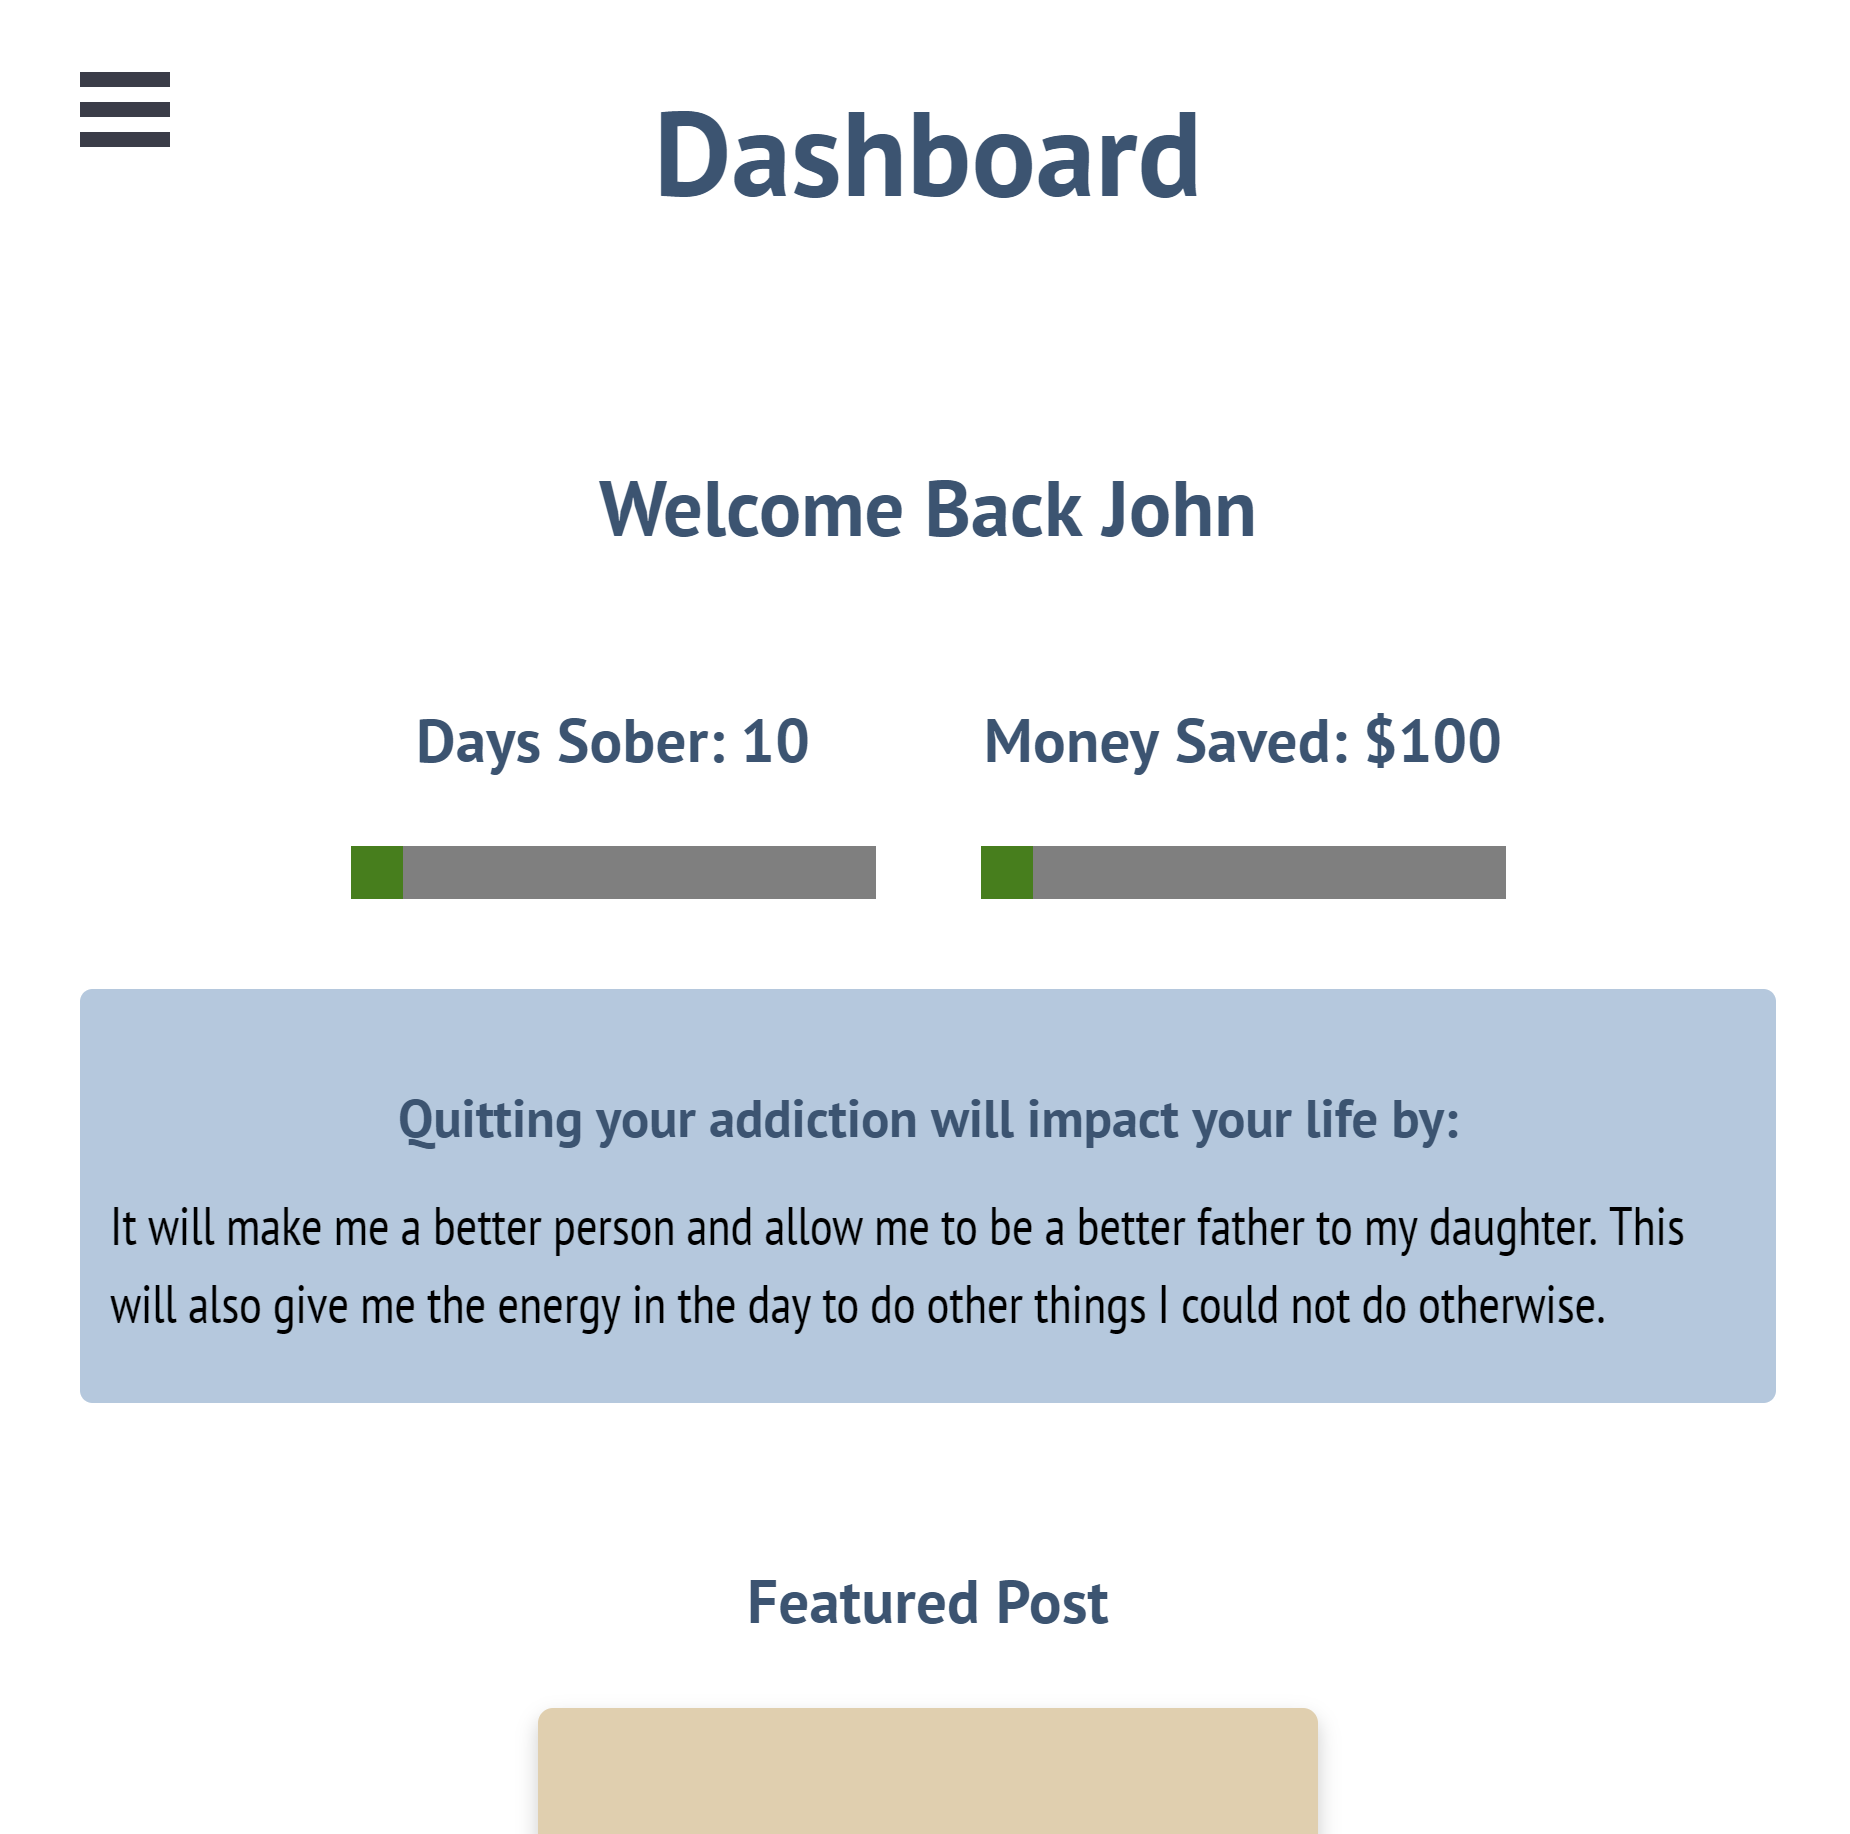 Dashboard
Welcome Back John
Days Sober: 10
Money Saved: $100
Quitting your addiction will impact your life by:
It will make me a better person and allow me to be a better father to my daughter. This
will also give me the energy in the day to do other things I could not do otherwise.
Featured Post